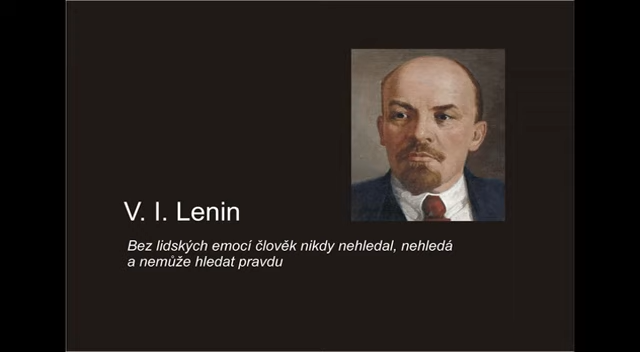 V. I. Lenin
Bez lidských emocí člověk nikdy nehledal, nehledá
a nemůže hledat pravdu